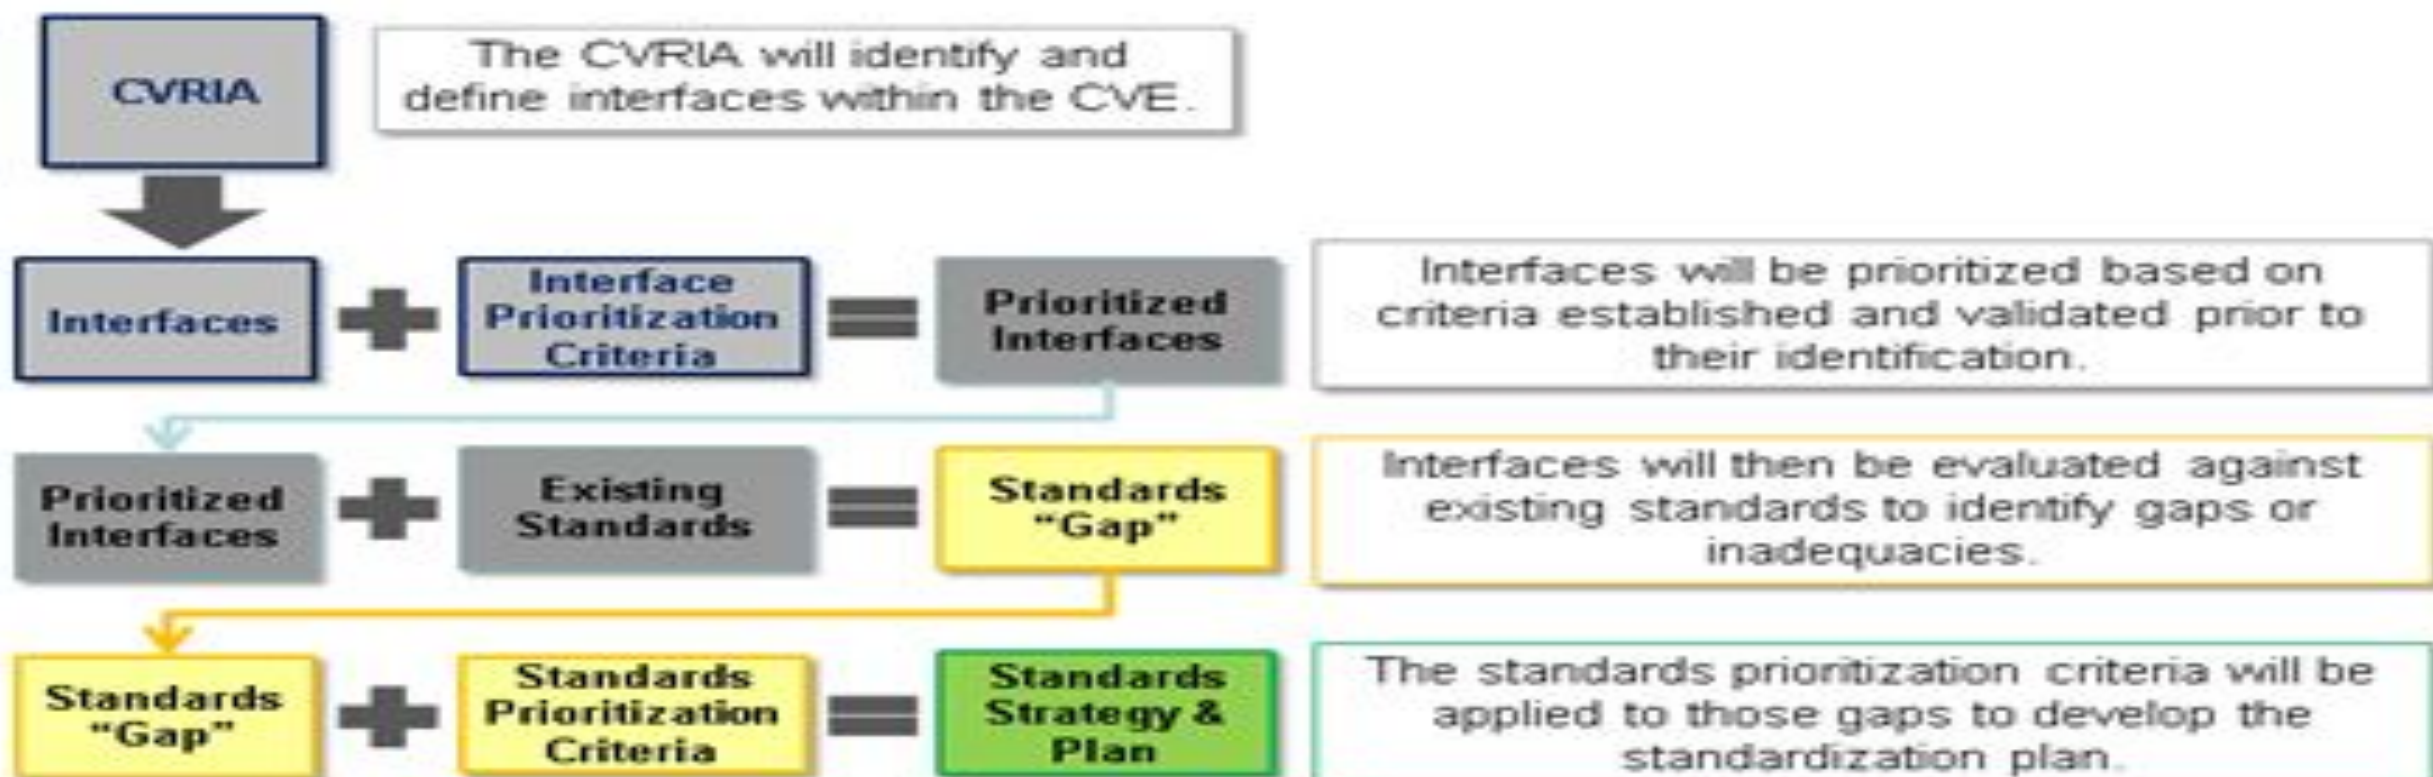 CVRIA
The CVRIA will identify and
define interfaces within the CVE.
Interfaces
Interface
Prioritization
Criteria
Prioritized
Interfaces
Interfaces will be prioritized based on
criteria established and validated prior to
their identification.
Prioritized
Interfaces
Existing
Standards
Standards
“Gap”
Interfaces will then be evaluated against
existing standards to identify gaps or
inadequacies.
Standards
“Gap”
Standards
Prioritization
Criteria
Standards
Strategy &
Plan
The standards prioritization criteria will be
applied to those gaps to develop the
standardization plan.